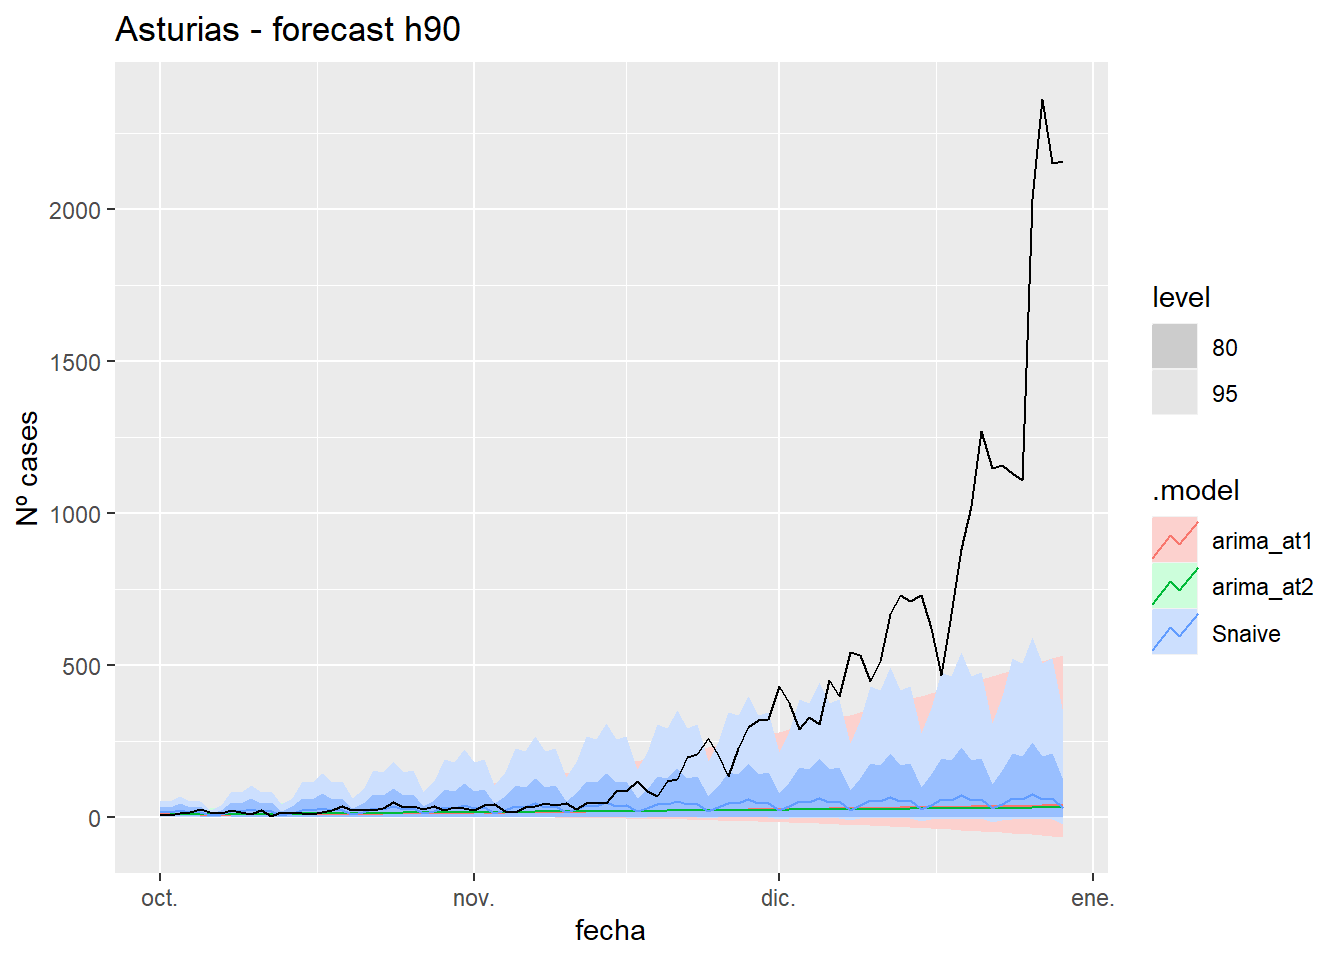 Asturias - forecast h90
Nº cases
2000
1500
1000
500
0
oct.
nov.
dic.
ene.
fecha
level
80
95
.model
arima_at1
arima_at2
Snaive